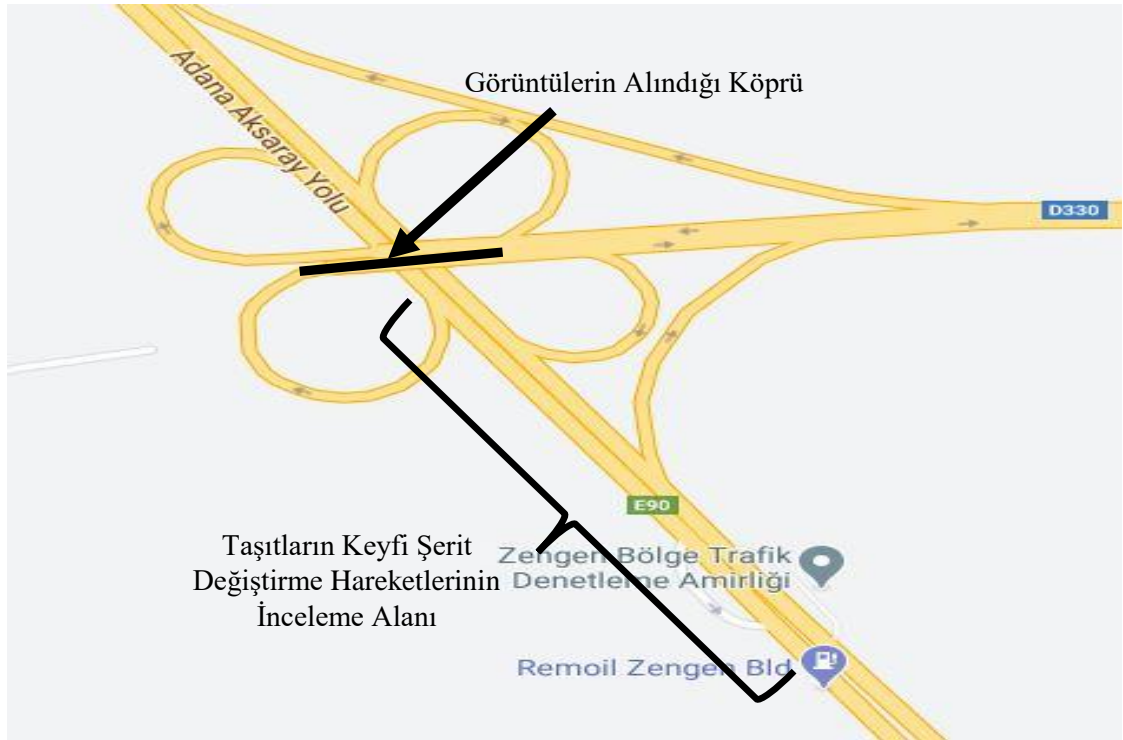 Görüntülerin Alındığı Köprü
Adana Aksaray Yolu
D330
E90
Taşıtların Keyfi Şerit
Değiştirme Hareketlerinin
İnceleme Alanı
Zengen Bölge Trafik
Denetleme Amirliği
Remoil Zengen Bld